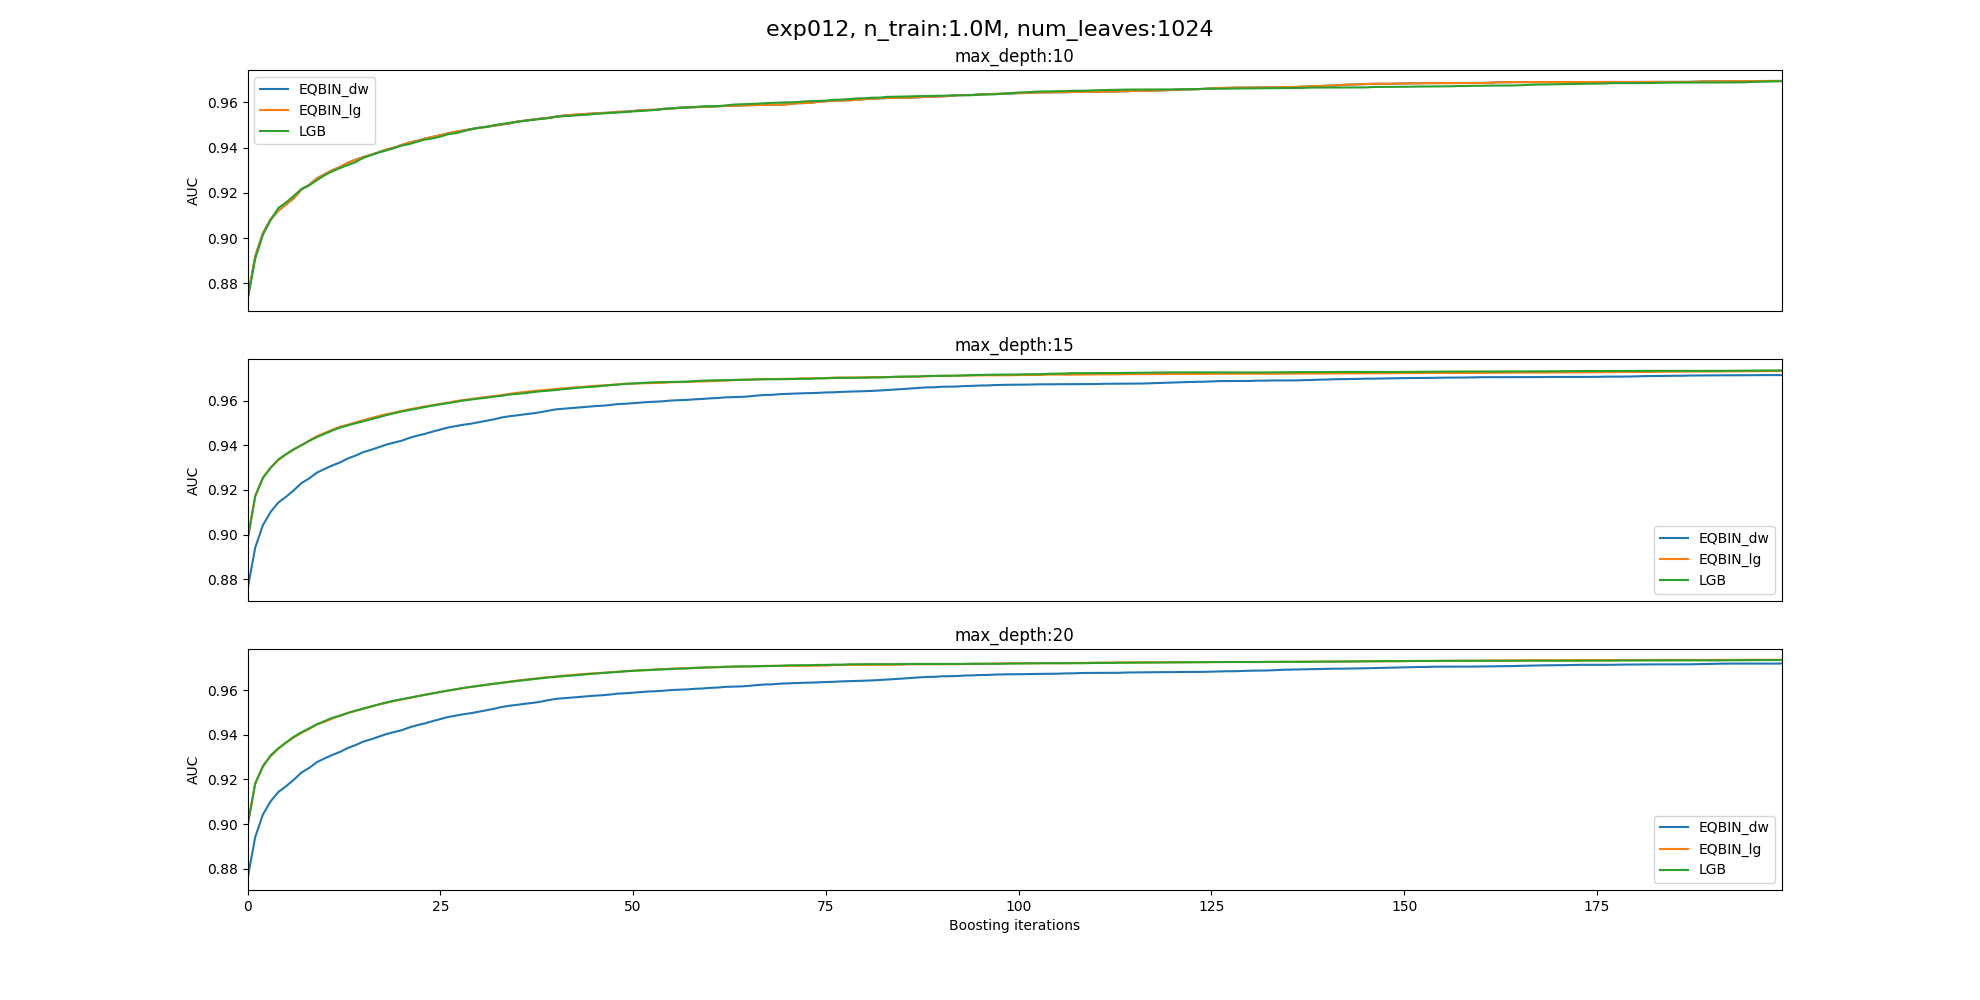 exp012, n_train:1.0M, num_leaves:1024
max_depth:10
EQBIN_dw
EQBIN_lg
LGB
0.96
0.94
0.92
0.90
0.88
AUC
max_depth:15
0.96
0.94
0.92
0.90
0.88
AUC
EQBIN_dw
EQBIN_lg
LGB
max_depth:20
0.96
0.94
0.92
0.90
0.88
AUC
EQBIN_dw
EQBIN_lg
LGB
0 25 50 75 100 125 150 175
Boosting iterations